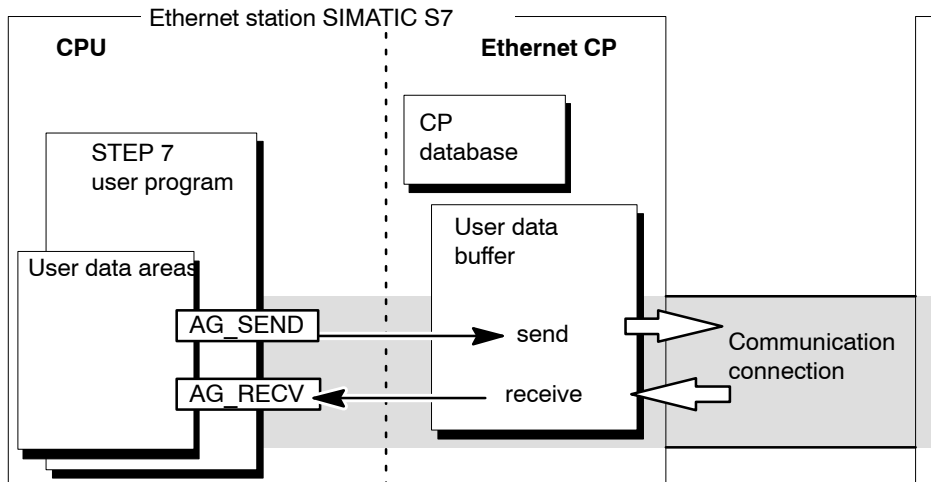 Ethernet station SIMATIC S7
CPU
Ethernet CP
CP
database
STEP 7
user program
User data
buffer
User data areas
AG_SEND
send
Communication
connection
AG_RECV
receive